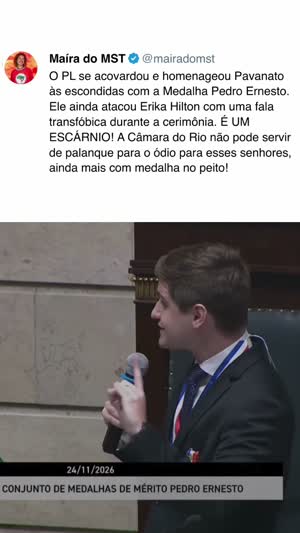 Maíra do MST @mairadomst
O PL se acovardou e homenageou Pavanato
às escondidas com a Medalha Pedro Ernesto.
Ele ainda atacou Erika Hilton com uma fala
transfóbica durante a cerimônia. É UM
ESCÁRNIO! A Câmara do Rio não pode servir
de palanque para o ódio para esses senhores,
ainda mais com medalha no peito!
24/11/2026
CONJUNTO DE MEDALHAS DE MÉRITO PEDRO ERNESTO